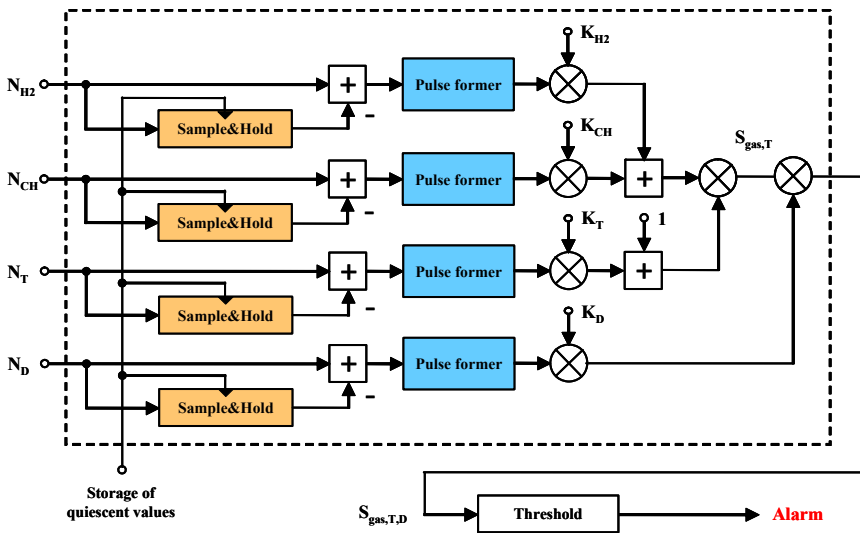 K_H2
N_H2
+
Pulse former
-
Sample&Hold
K_CH
S_gas,T
N_CH
+
Pulse former
+
-
Sample&Hold
K_T
1
N_T
+
Pulse former
+
-
Sample&Hold
K_D
N_D
+
Pulse former
-
Sample&Hold
Storage of
quiescent values
S_gas,T,D
Threshold
Alarm